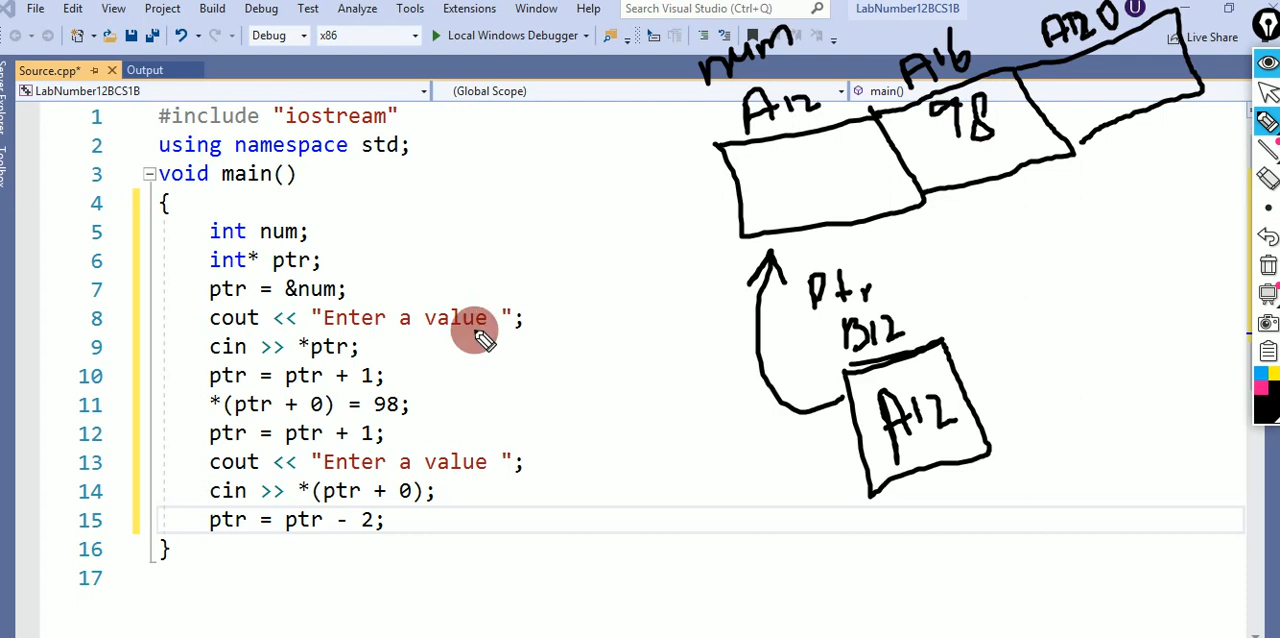 File Edit View Project Build Debug Test Analyze Tools Extensions Window Help Search Visual Studio (Ctrl+Q) LabNumber12BCS1B U
Debug x86 Local Windows Debugger Live Share
Source.cpp* Output
LabNumber12BCS1B (Global Scope) main()
Server Explorer
Toolbox
1 #include "iostream"
2 using namespace std;
3 void main()
4 {
5 int num;
6 int* ptr;
7 ptr = &num;
8 cout << "Enter a value ";
9 cin >> *ptr;
10 ptr = ptr + 1;
11 *(ptr + 0) = 98;
12 ptr = ptr + 1;
13 cout << "Enter a value ";
14 cin >> *(ptr + 0);
15 ptr = ptr - 2;
16 }
17
num
A12 A16 A120
98
ptr
B12
A12